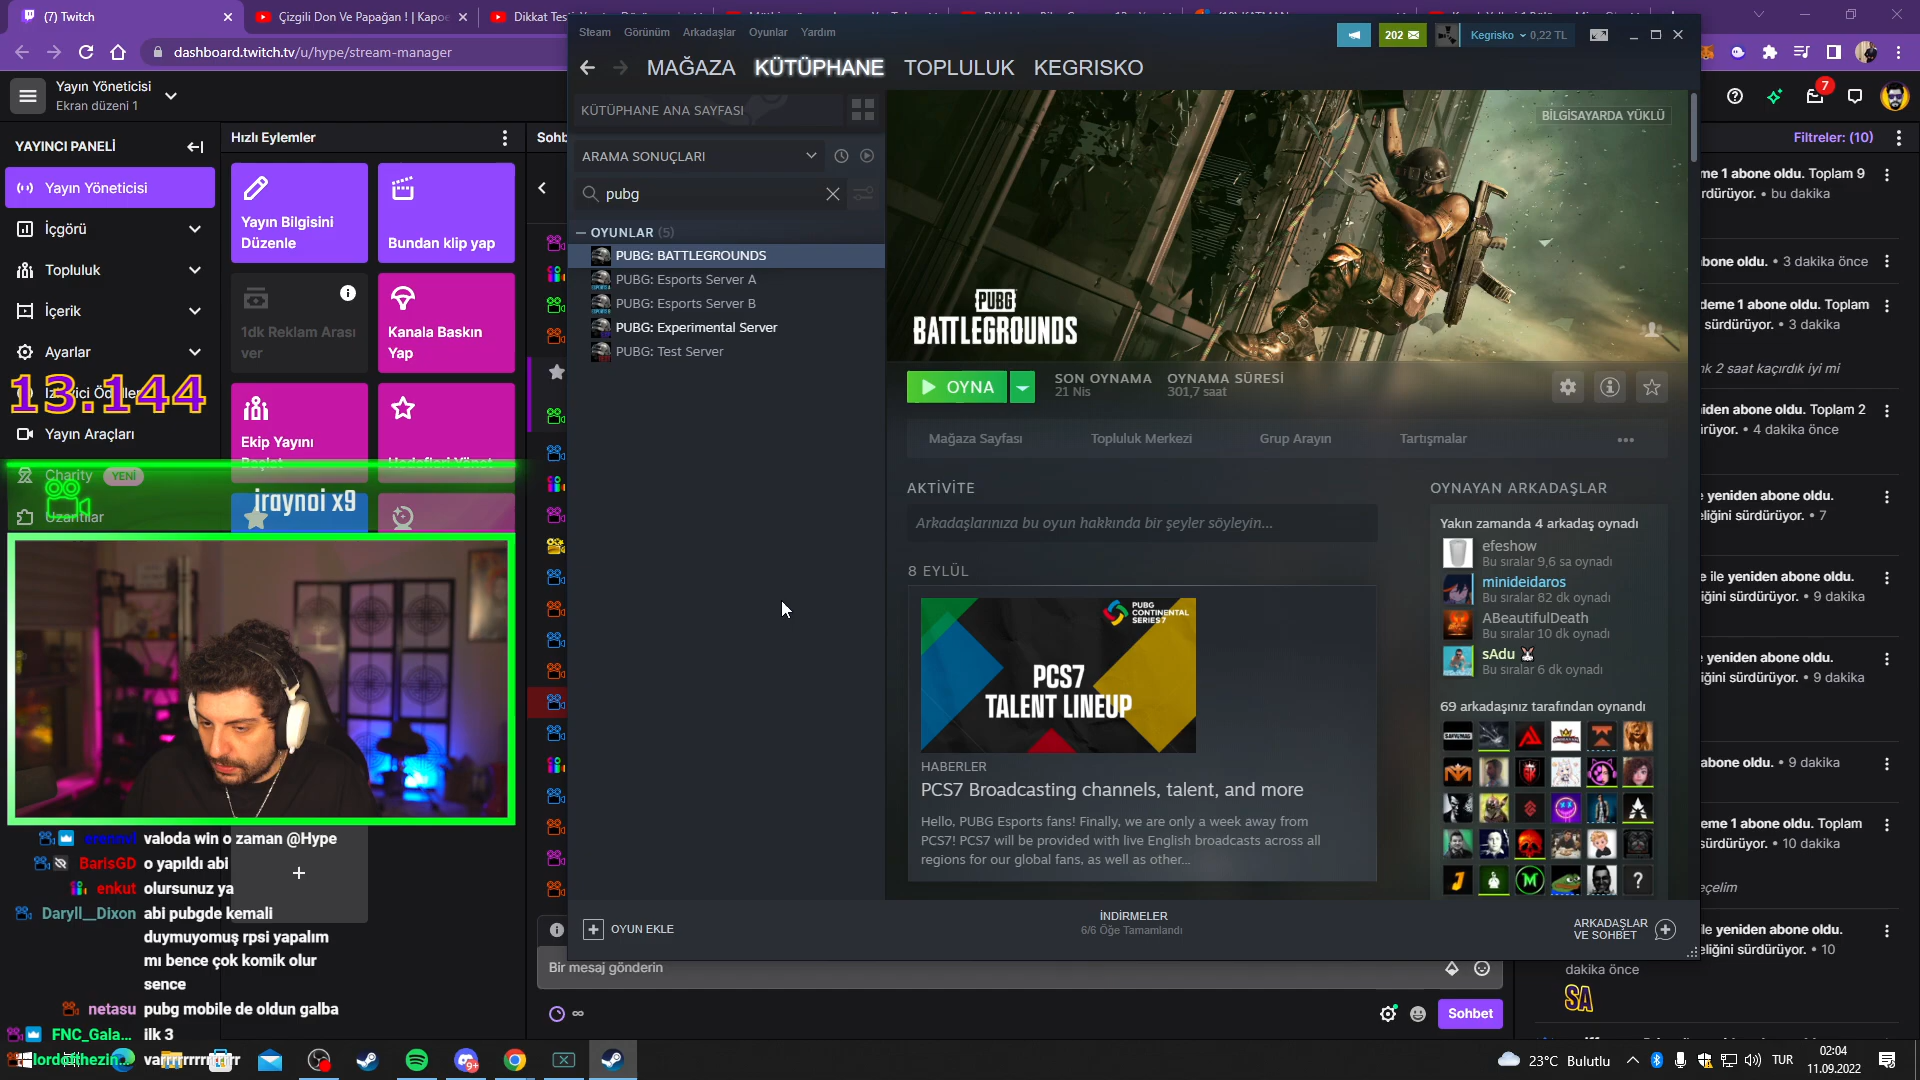 (7) Twitch
Çizgili Don Ve Papağan ! | Kapo
dashboard.twitch.tv/u/hype/stream-manager
Yayın Yöneticisi
Ekran düzeni 1
YAYINCI PANELİ
Yayın Yöneticisi
İçgörü
Topluluk
İçerik
Ayarlar
13.144
Yayın Araçları
Charity
YENİ
Uzantılar
jraynoi x9
Hızlı Eylemler
Yayın Bilgisini
Düzenle
Bundan klip yap
1dk Reklam Arası
ver
Kanala Baskın
Yap
Ekip Yayını
Başlat
Hedefleri Yönet
Sohb
valoda win o zaman @Hype
BarisGD o yapıldı abi
enkut olursunuz ya
Daryll__Dixon abi pubgde kemali
duymuyomuş rpsi yapalım
mı bence çok komik olur
sence
netasu pubg mobile de oldun galba
FNC_Gala... ilk 3
lordofthezin...
Steam Görünüm Arkadaşlar Oyunlar Yardım
202
Kegrisko
0,22 TL
MAĞAZA KÜTÜPHANE TOPLULUK KEGRISKO
KÜTÜPHANE ANA SAYFASI
ARAMA SONUÇLARI
pubg
OYUNLAR (5)
PUBG: BATTLEGROUNDS
PUBG: Esports Server A
PUBG: Esports Server B
PUBG: Experimental Server
PUBG: Test Server
BİLGİSAYARDA YÜKLÜ
PUBG
BATTLEGROUNDS
OYNA
SON OYNAMA
21 Nis
OYNAMA SÜRESİ
301,7 saat
Mağaza Sayfası
Topluluk Merkezi
Grup Arayın
Tartışmalar
AKTİVİTE
Arkadaşlarınıza bu oyun hakkında bir şeyler söyleyin...
8 EYLÜL
PUBG
CONTINENTAL
SERIES 7
PCS7
TALENT LINEUP
HABERLER
PCS7 Broadcasting channels, talent, and more
Hello, PUBG Esports fans! Finally, we are only a week away from
PCS7! PCS7 will be provided with live English broadcasts across all
regions for our global fans, as well as other...
OYNAYAN ARKADAŞLAR
Yakın zamanda 4 arkadaş oynadı
efeshow
Bu sıralar 9,6 sa oynadı
minideidaros
Bu sıralar 82 dk oynadı
ABeautifulDeath
Bu sıralar 10 dk oynadı
sAdu
Bu sıralar 6 dk oynadı
69 arkadaşınız tarafından oynandı
OYUN EKLE
İNDİRMELER
6/6 Öğe Tamamlandı
ARKADAŞLAR
VE SOHBET
Bir mesaj gönderin
Sohbet
7
Filtreler: (10)
me 1 abone oldu. Toplam 9
rdürüyor. • bu dakika
bone oldu. • 3 dakika önce
deme 1 abone oldu. Toplam
sürdürüyor. • 3 dakika
nk 2 saat kaçırdık iyi mi
iden abone oldu. Toplam 2
irüyor. • 4 dakika önce
yeniden abone oldu.
eliğini sürdürüyor. • 7
e ile yeniden abone oldu.
iğini sürdürüyor. • 9 dakika
yeniden abone oldu.
ğini sürdürüyor. • 9 dakika
abone oldu. • 9 dakika
eme 1 abone oldu. Toplam
sürdürüyor. • 10 dakika
eçelim
le yeniden abone oldu.
eliğini sürdürüyor. • 10
dakika önce
SA
23°C Bulutlu
TUR
02:04
11.09.2022